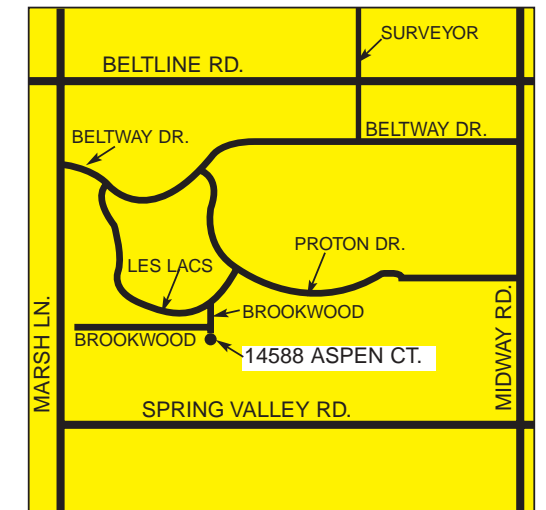 SURVEYOR
BELTLINE RD.
BELTWAY DR.
BELTWAY DR.
PROTON DR.
LES LACS
BROOKWOOD
BROOKWOOD
14588 ASPEN CT.
MARSH LN.
MIDWAY RD.
SPRING VALLEY RD.